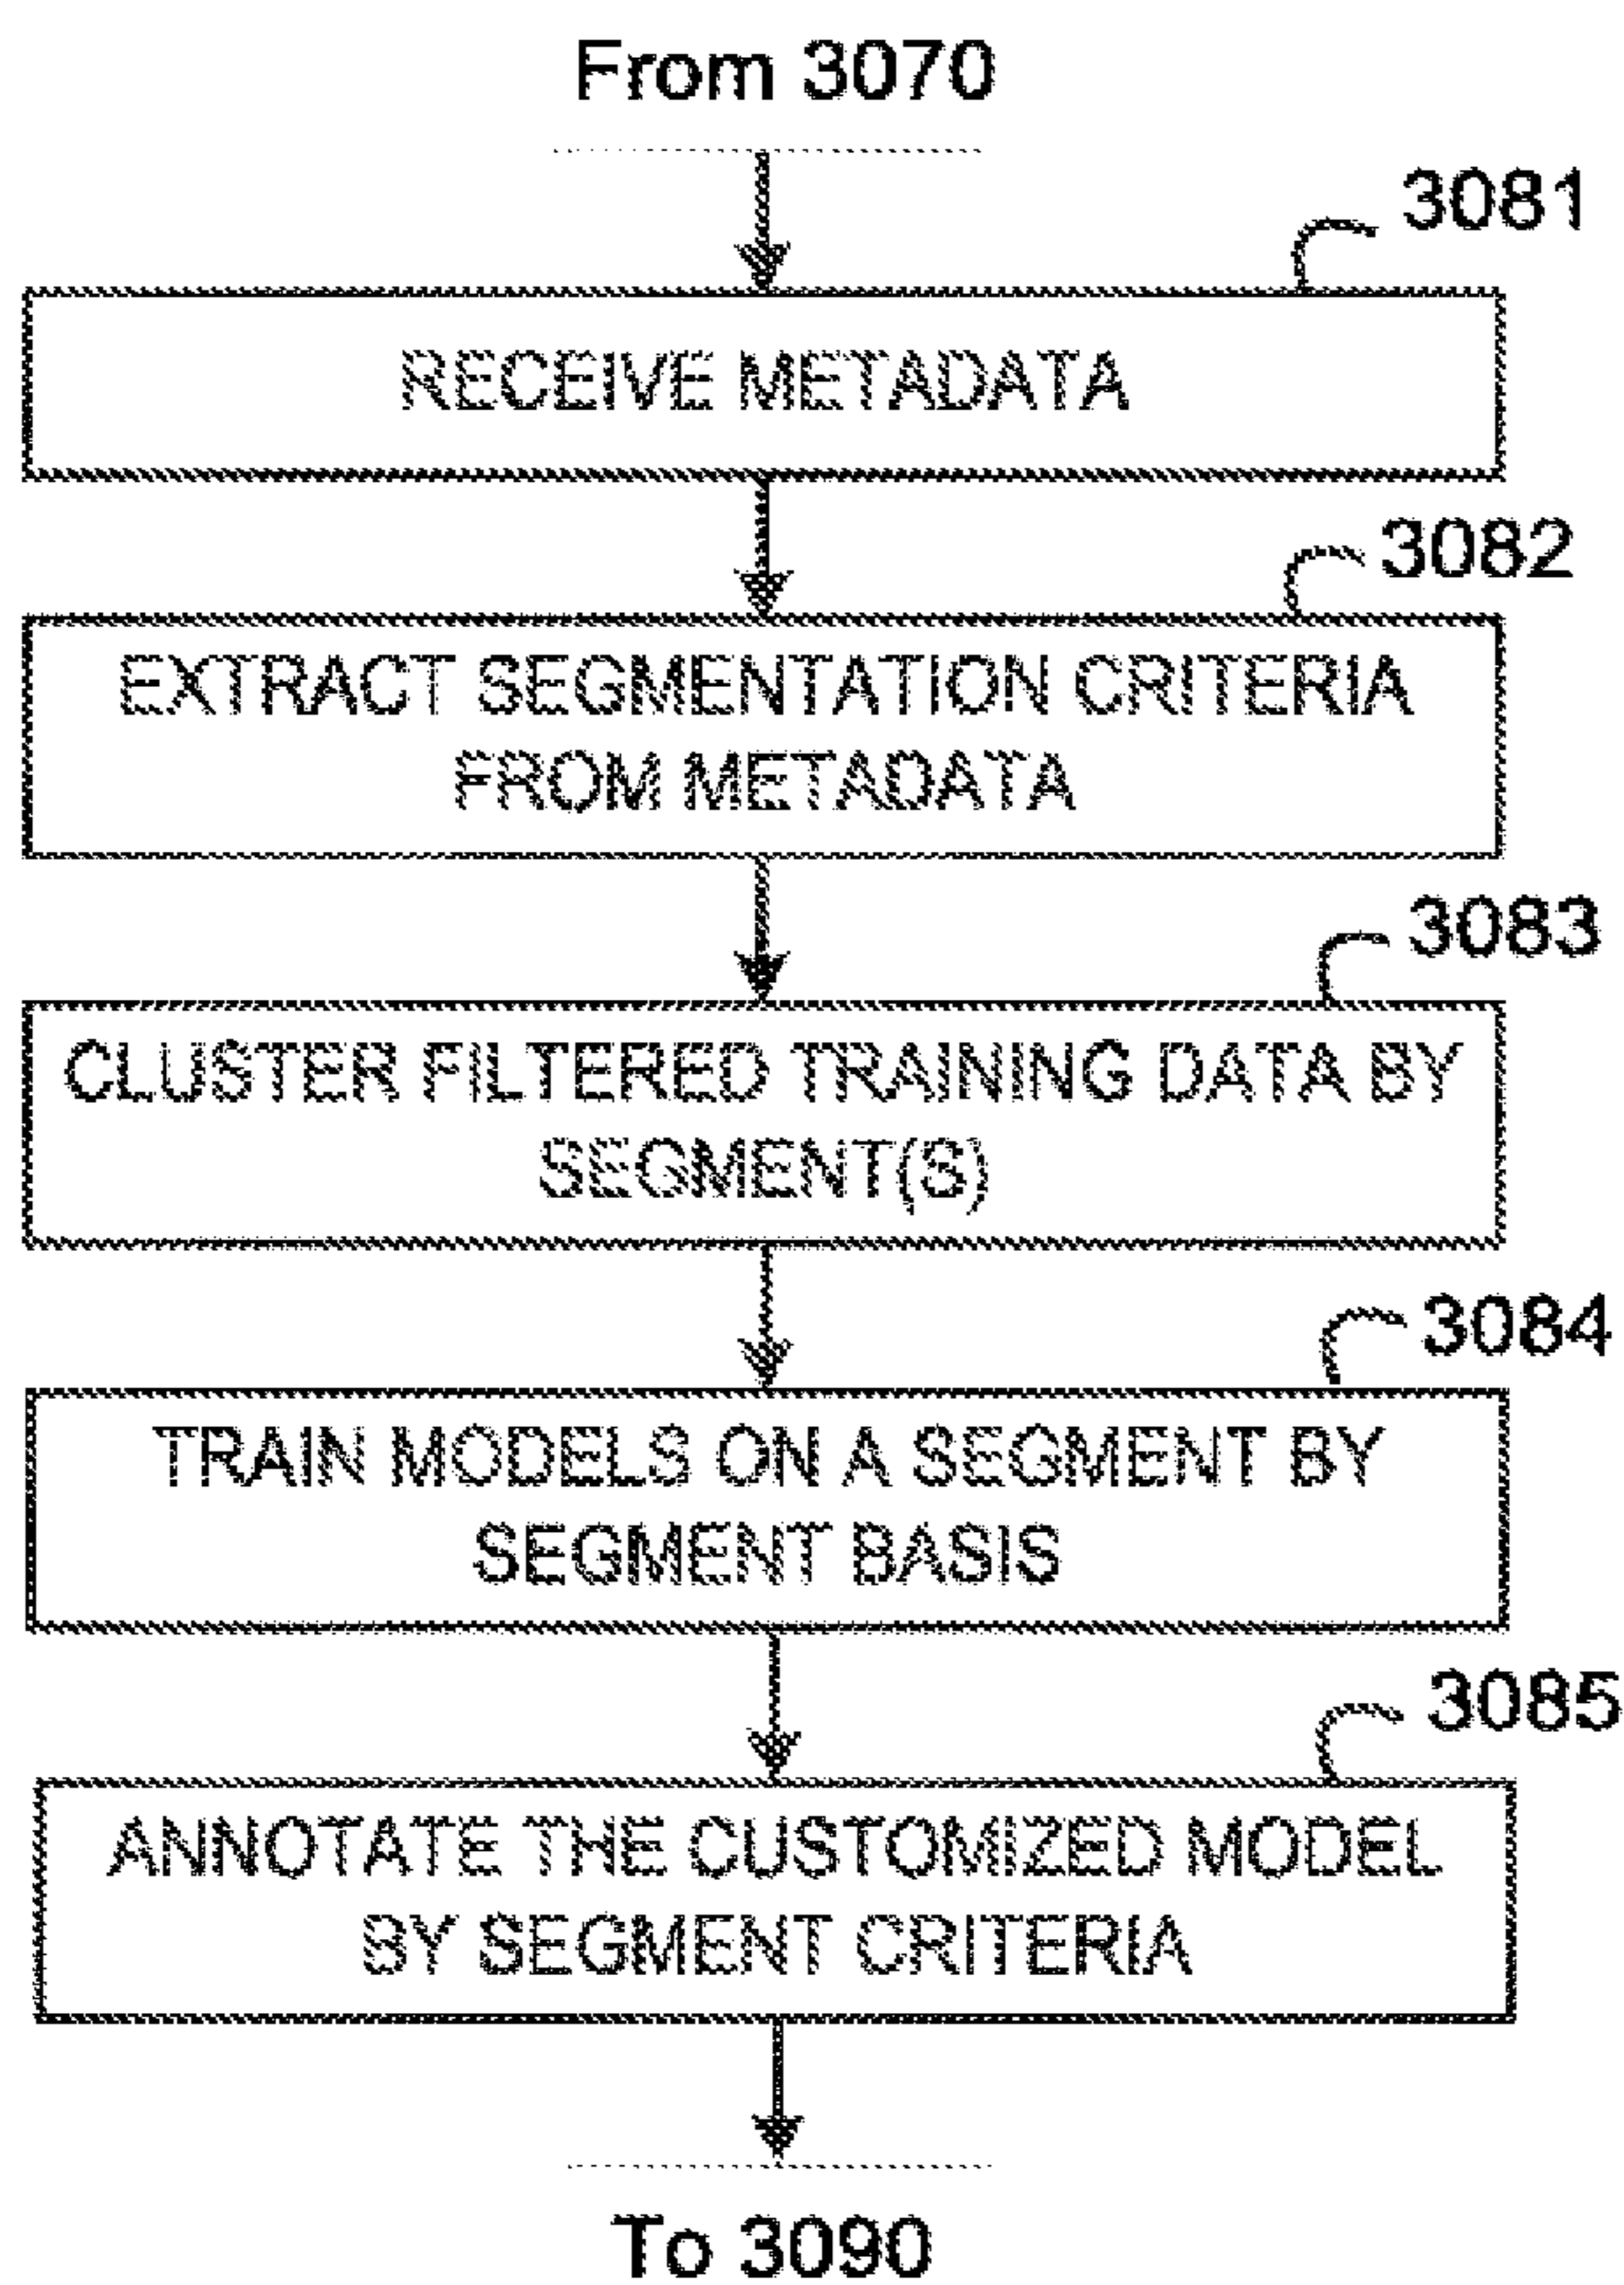 From 3070
3081
RECEIVE METADATA
3082
EXTRACT SEGMENTATION CRITERIA
FROM METADATA
3083
CLUSTER FILTERED TRAINING DATA BY
SEGMENT(S)
3084
TRAIN MODELS ON A SEGMENT BY
SEGMENT BASIS
3085
ANNOTATE THE CUSTOMIZED MODEL
BY SEGMENT CRITERIA
To 3090